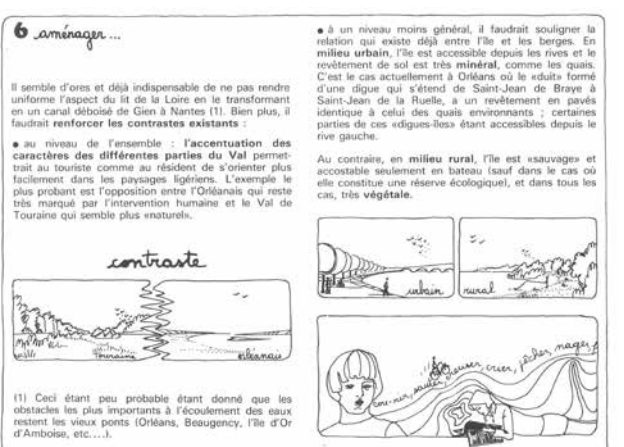 6 aménager...
Il semble d'ores et déjà indispensable de ne pas rendre
uniforme l'aspect du lit de la Loire en le transformant
en un canal déboisé de Gien à Nantes (1). Bien plus, il
faudrait renforcer les contrastes existants :
● au niveau de l'ensemble : l'accentuation des
caractères des différentes parties du Val permet-
trait au touriste comme au résident de s'orienter plus
facilement dans les paysages ligériens. L'exemple le
plus probant est l'opposition entre l'Orléanais qui reste
très marqué par l'intervention humaine et le Val de
Touraine qui semble plus «naturel».
contraste
Touraine
orléanais
(1) Ceci étant peu probable étant donné que les
obstacles les plus importants à l'écoulement des eaux
restent les vieux ponts (Orléans, Beaugency, l'île d'Or
d'Amboise, etc....).
● à un niveau moins général, il faudrait souligner la
relation qui existe déjà entre l'île et les berges. En
milieu urbain, l'île est accessible depuis les rives et le
revêtement de sol est très minéral, comme les quais.
C'est le cas actuellement à Orléans où le «duit» formé
d'une digue qui s'étend de Saint-Jean de Braye à
Saint-Jean de la Ruelle, a un revêtement en pavés
identique à celui des quais environnants ; certaines
parties de ces «digues-îles» étant accessibles depuis le
rive gauche.
Au contraire, en milieu rural, l'île est «sauvage» et
accostable seulement en bateau (sauf dans le cas où
elle constitue une réserve écologique), et dans tous les
cas, très végétale.
urbain
rural
cou-rir, sauter, creuser, crier, pêcher, nager,